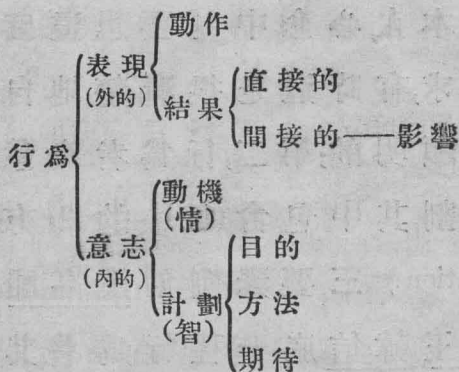 動作
表現
(外的)
結果
直接的
間接的——影響
行爲
動機
(情)
意志
(內的)
計劃
(智)
目的
方法
期待